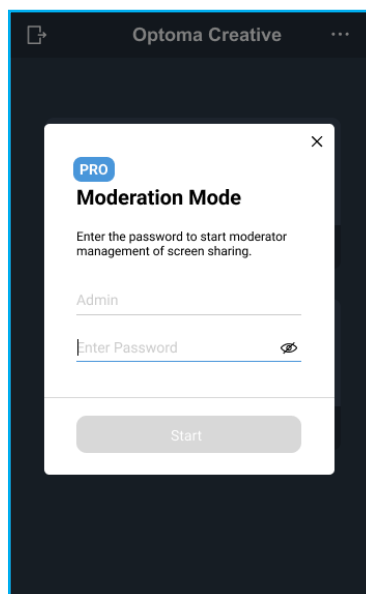 Optoma Creative
PRO
Moderation Mode
Enter the password to start moderator
management of screen sharing.
Admin
Enter Password
Start